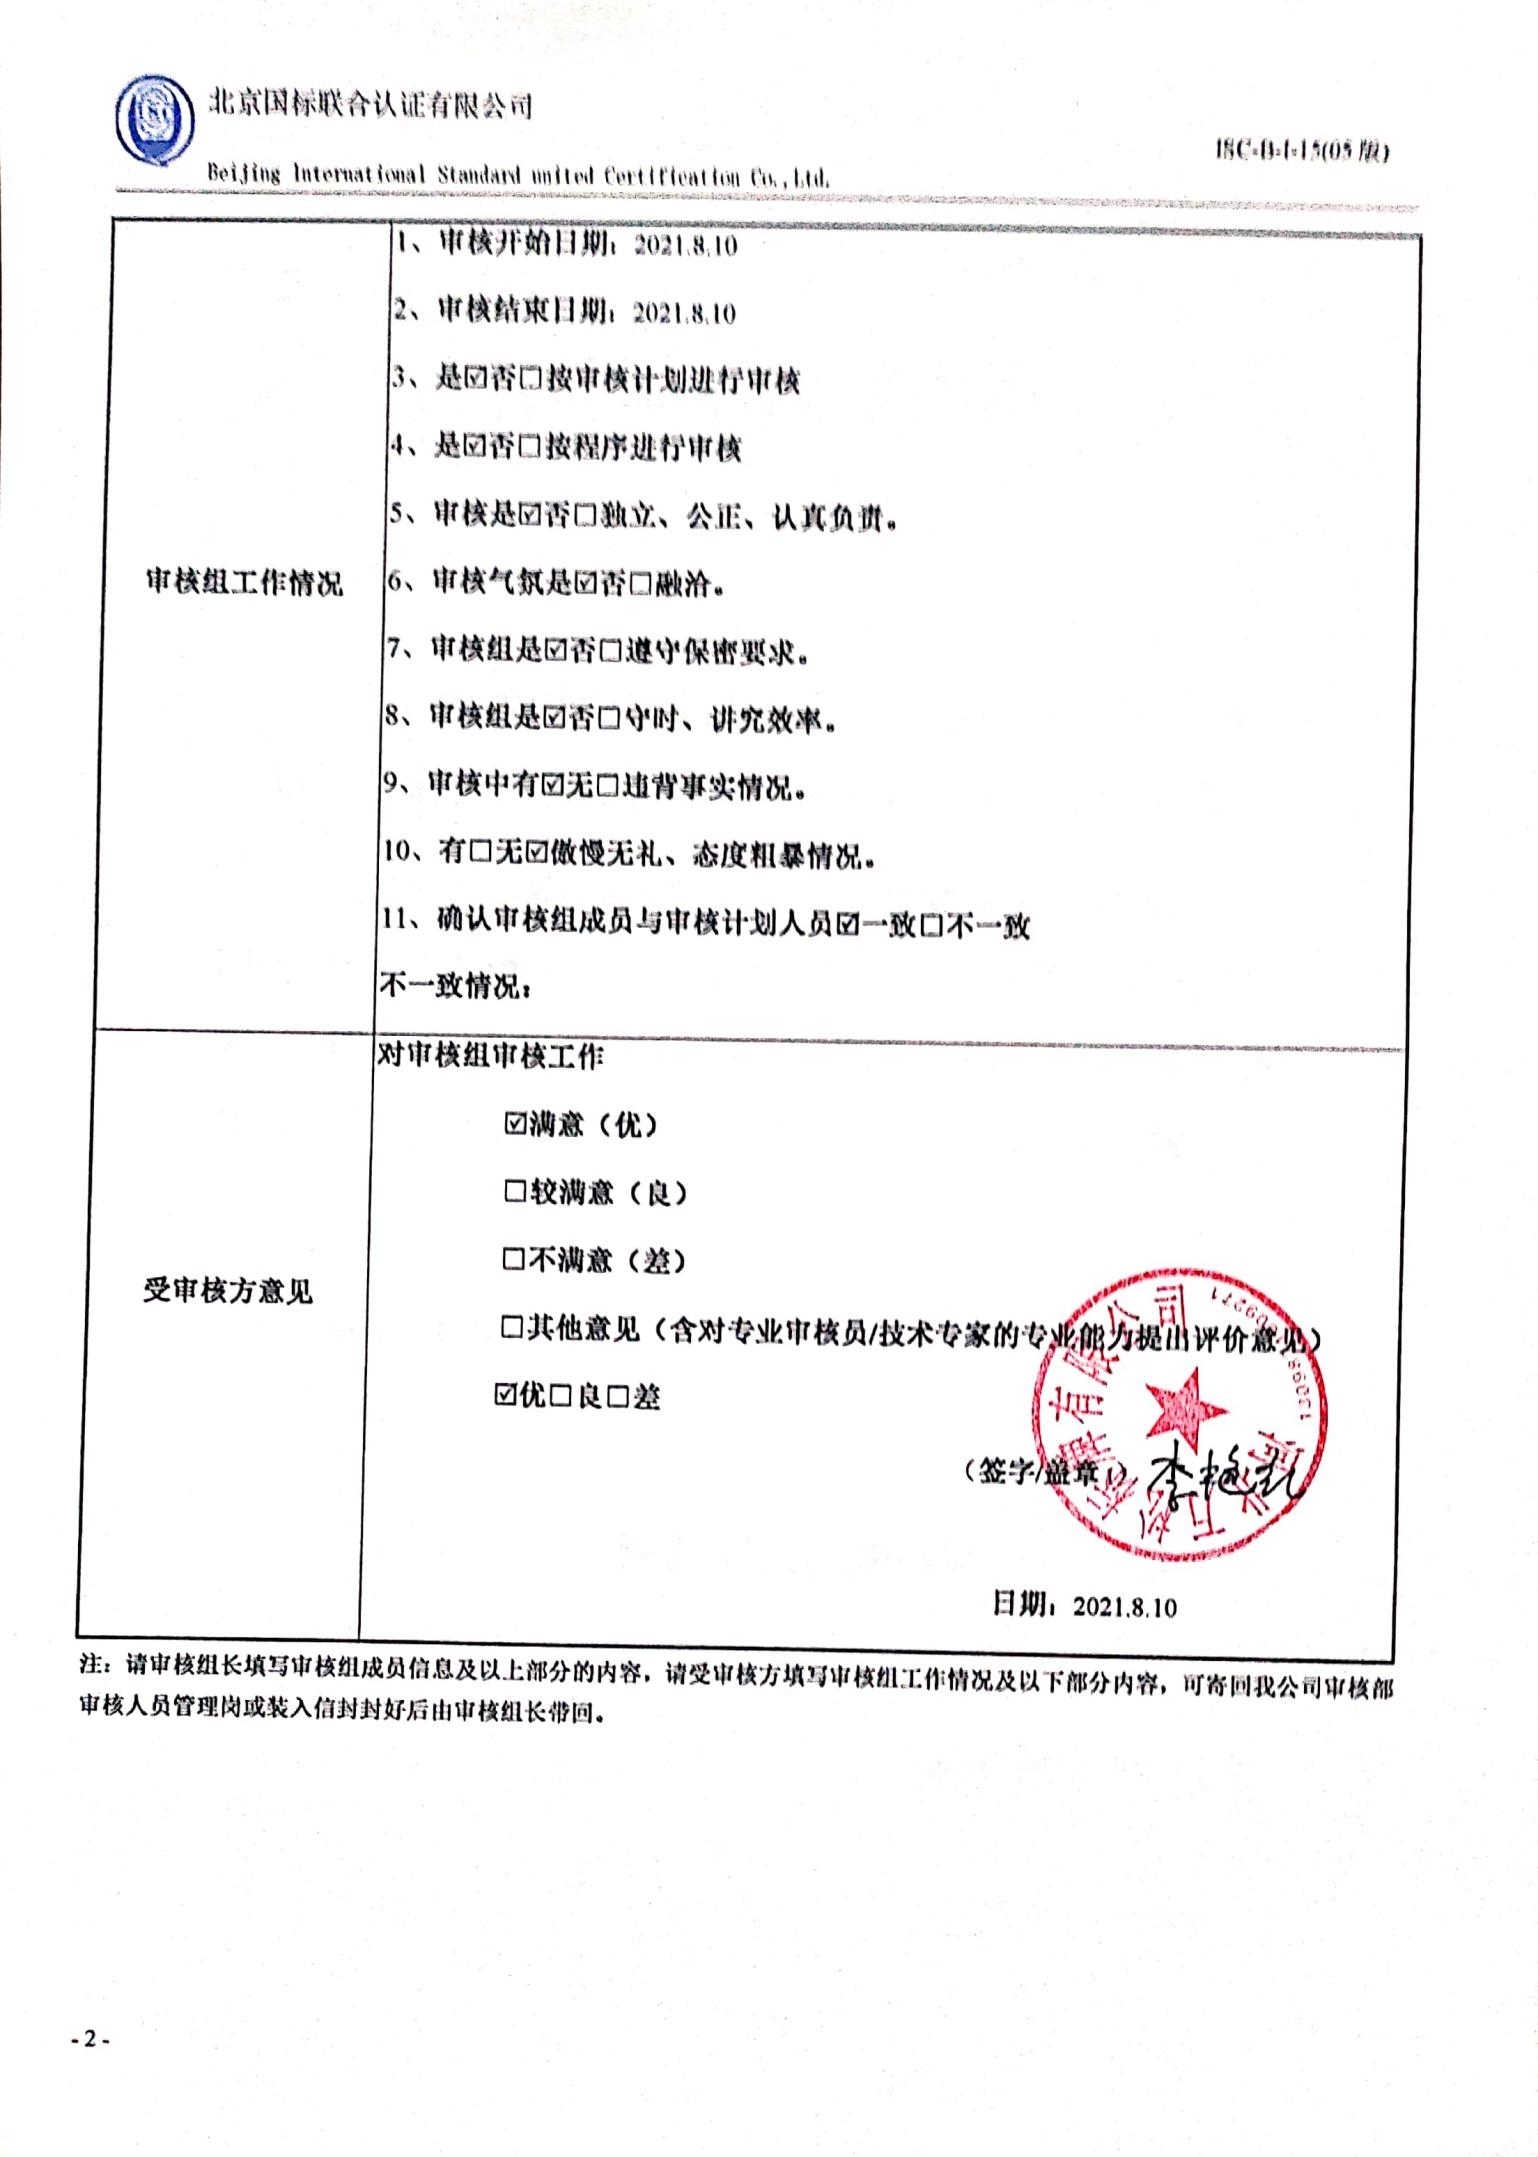 北京国标联合认证有限公司
Beijing International Standard united Certification Co., Ltd.
ISC-B-I-15(05版)
1、审核开始日期：2021.8.10
2、审核结束日期：2021.8.10
3、是☑否☐按审核计划进行审核
4、是☑否☐按程序进行审核
5、审核是☑否☐独立、公正、认真负责。
审核组工作情况
6、审核气氛是☑否☐融洽。
7、审核组是☑否☐遵守保密要求。
8、审核组是☑否☐守时、讲究效率。
9、审核中有☑无☐违背事实情况。
10、有☐无☑傲慢无礼、态度粗暴情况。
11、确认审核组成员与审核计划人员☑一致☐不一致
不一致情况：
对审核组审核工作
☑满意（优）
☐较满意（良）
☐不满意（差）
受审核方意见
☐其他意见（含对专业审核员/技术专家的专业能力提出评价意见）
☑优☐良☐差
（签字/盖章）李艳红
有限公司
日期：2021.8.10
注：请审核组长填写审核组成员信息及以上部分的内容，请受审核方填写审核组工作情况及以下部分内容，可寄回我公司审核部
审核人员管理岗或装入信封封好后由审核组长带回。
-2-